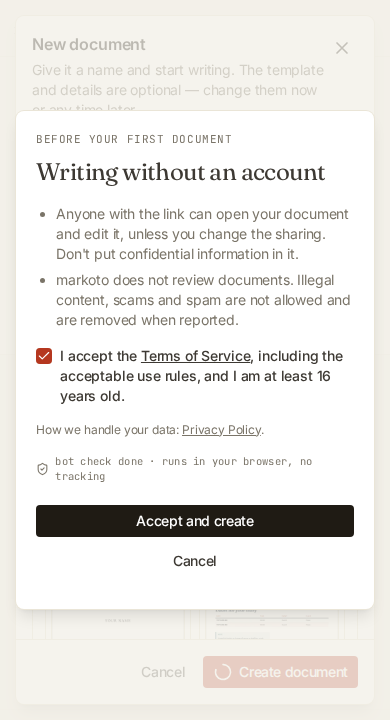 New document
Give it a name and start writing. The template
and details are optional — change them now
or any time later.
BEFORE YOUR FIRST DOCUMENT
Writing without an account
Anyone with the link can open your document
and edit it, unless you change the sharing.
Don't put confidential information in it.
markoto does not review documents. Illegal
content, scams and spam are not allowed and
are removed when reported.
I accept the Terms of Service, including the
acceptable use rules, and I am at least 16
years old.
How we handle your data: Privacy Policy.
bot check done · runs in your browser, no
tracking
Accept and create
Cancel
Cancel
Create document